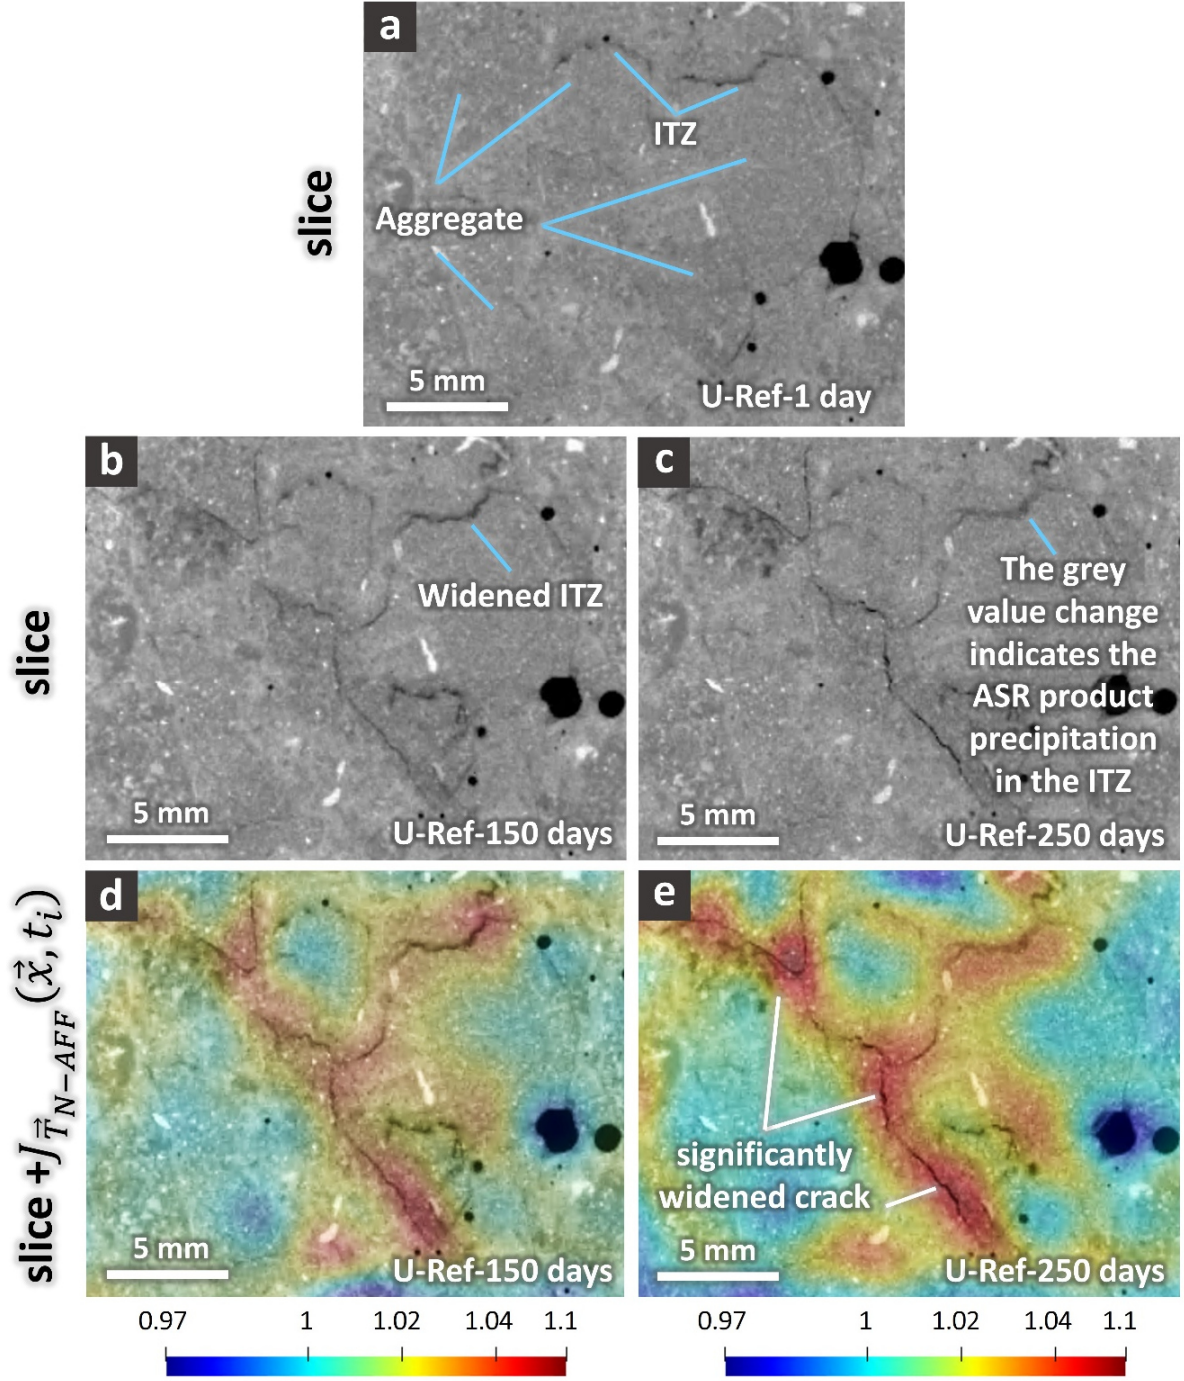 a
ITZ
Aggregate
5 mm
U-Ref-1 day
slice
b
Widened ITZ
5 mm
U-Ref-150 days
c
The grey
value change
indicates the
ASR product
precipitation
in the ITZ
5 mm
U-Ref-250 days
slice
d
5 mm
U-Ref-150 days
e
significantly
widened crack
5 mm
U-Ref-250 days
slice +J_{\vec{T}_{N-AFF}}(\vec{x}, t_i)
0.97 1 1.02 1.04 1.1
0.97 1 1.02 1.04 1.1